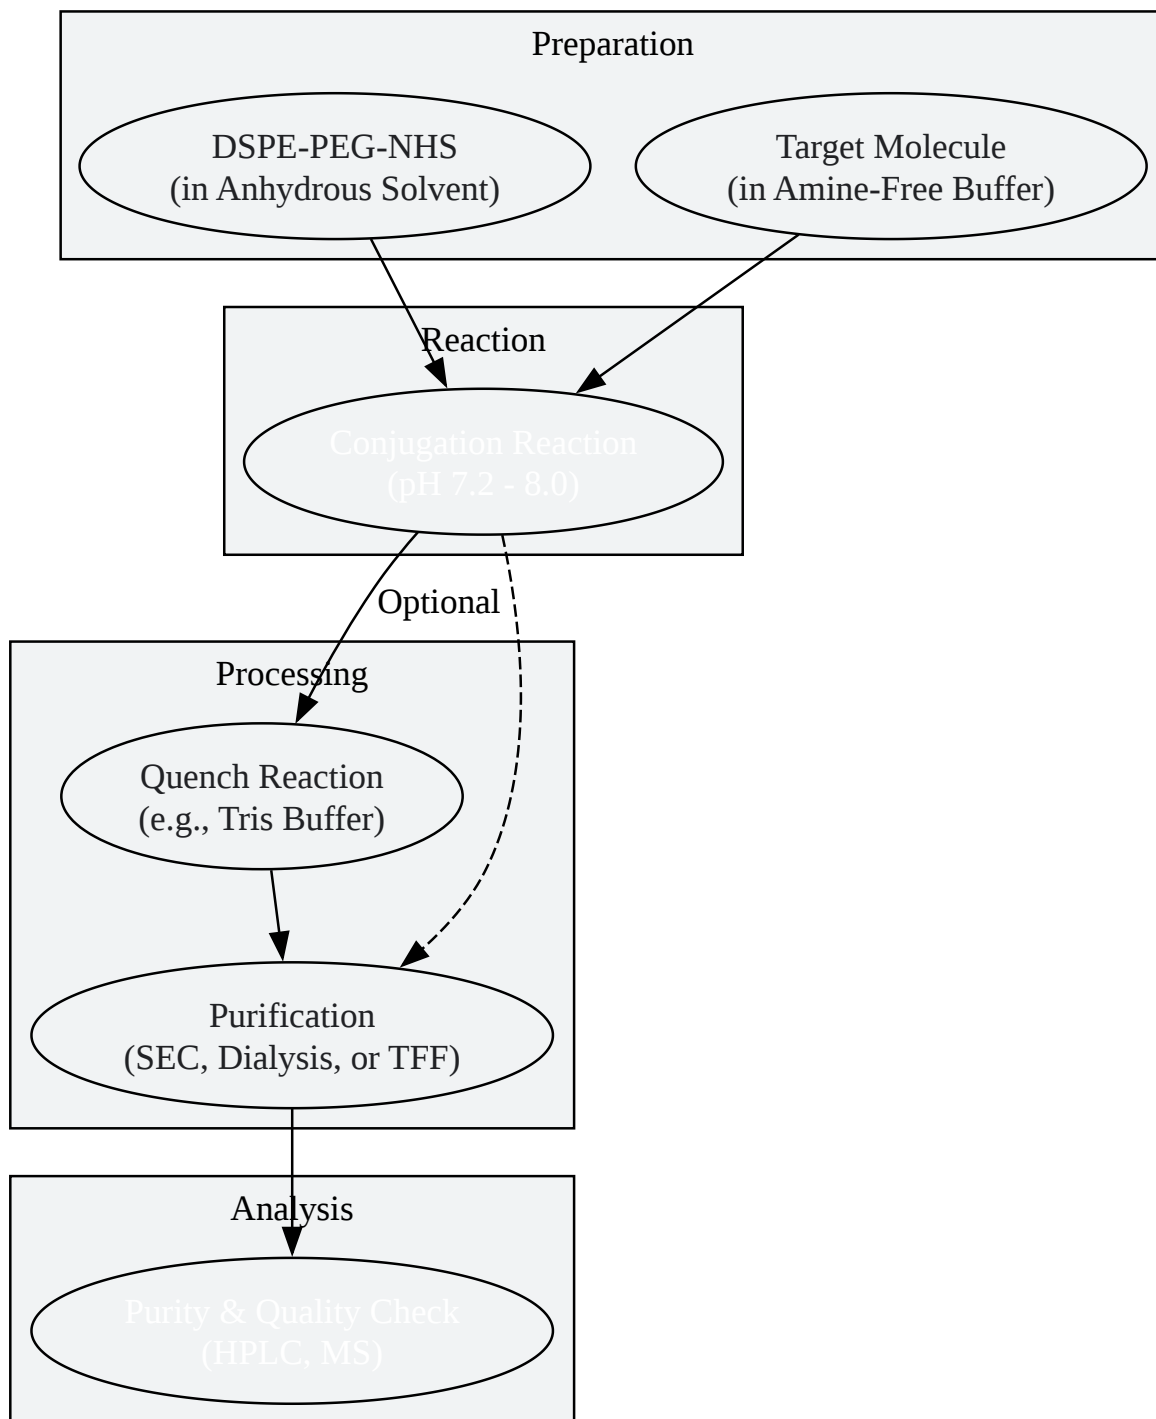 Preparation
DSPE-PEG-NHS
(in Anhydrous Solvent)
Target Molecule
(in Amine-Free Buffer)
Reaction
Conjugation Reaction
(pH 7.2 - 8.0)
Optional
Processing
Quench Reaction
(e.g., Tris Buffer)
Purification
(SEC, Dialysis, or TFF)
Analysis
Purity & Quality Check
(HPLC, MS)